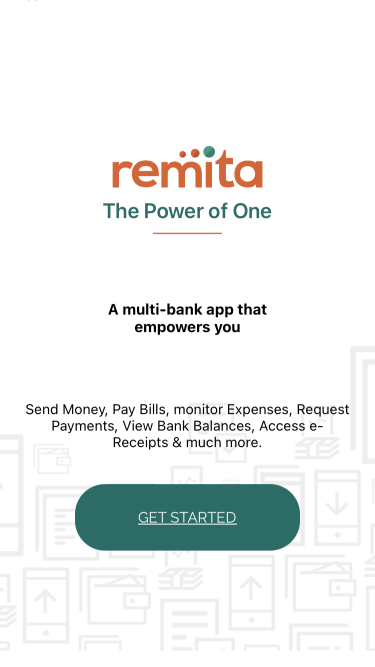 remita
The Power of One
A multi-bank app that
empowers you
Send Money, Pay Bills, monitor Expenses, Request
Payments, View Bank Balances, Access e-
Receipts & much more.
GET STARTED